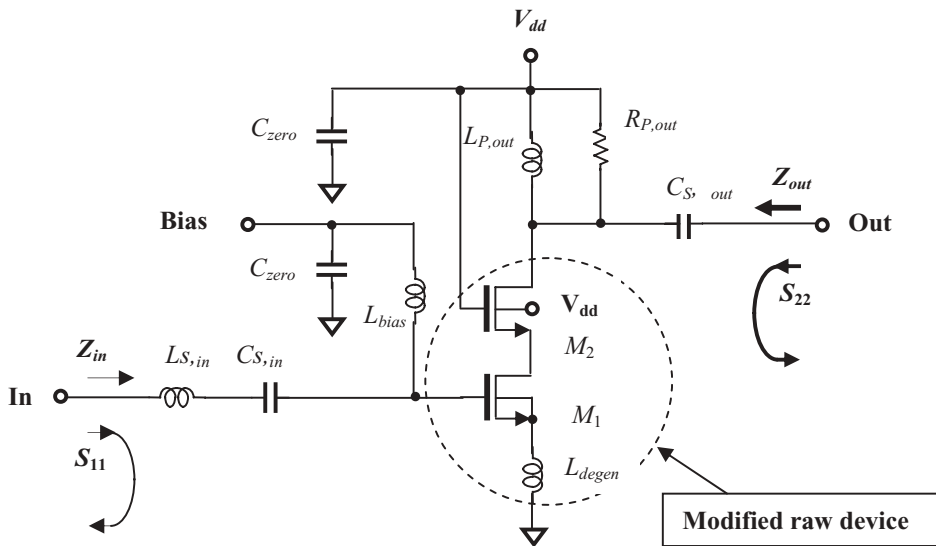 Vdd
Czero
LP,out
RP,out
CS, out
Zout
Bias
Out
Czero
Lbias
Vdd
S22
M2
Zin
Ls,in
Cs,in
In
M1
S11
Ldegen
Modified raw device